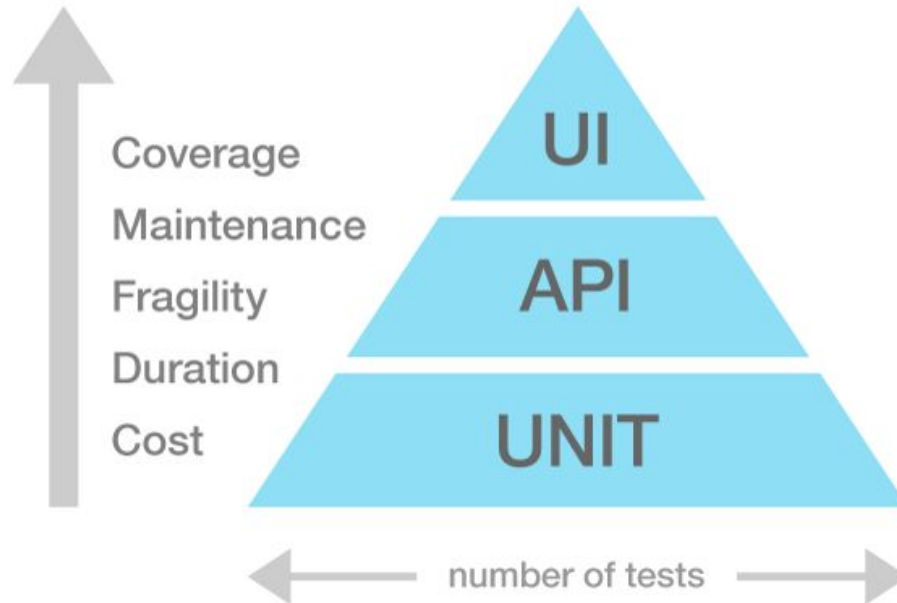 Coverage
Maintenance
Fragility
Duration
Cost
UI
API
UNIT
number of tests